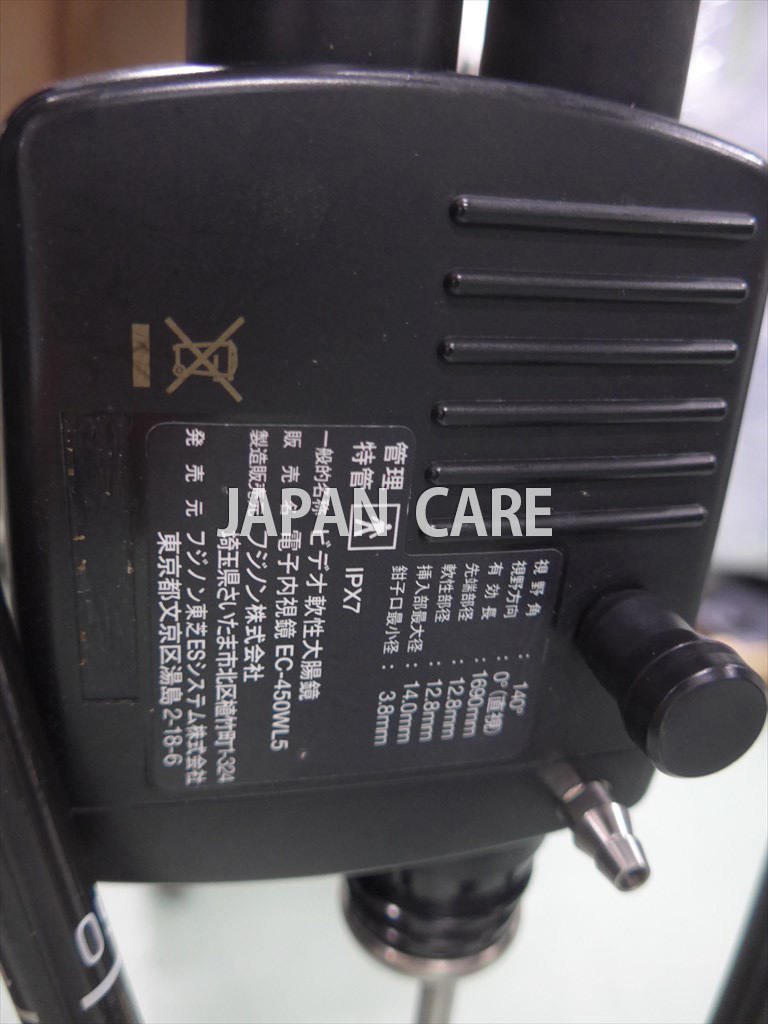 管理
特管
IPX7
一般的名称 ビデオ軟性大腸鏡
販売名 電子内視鏡 EC-450WL5
製造販売元 フジノン株式会社
埼玉県さいたま市北区植竹町1-324
発売元 フジノン東芝ESシステム株式会社
東京都文京区湯島 2-18-6
視野角 : 140°
視野方向 : 0°(直視)
有効長 : 1690mm
先端部径 : 12.8mm
軟性部径 : 12.8mm
挿入部最大径 : 14.0mm
鉗子口最小径 : 3.8mm
JAPAN CARE